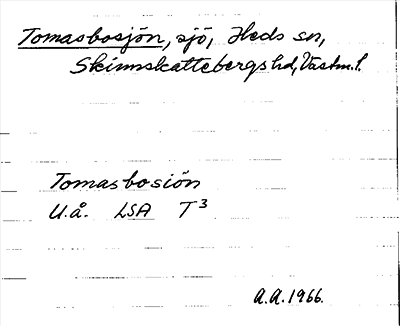 Tomasbosjön, sjö, Heds sn,
Skinnskattebergs hd, Västm. l.
Tomasbosiön
U.å. LSA T³
A.A. 1966.